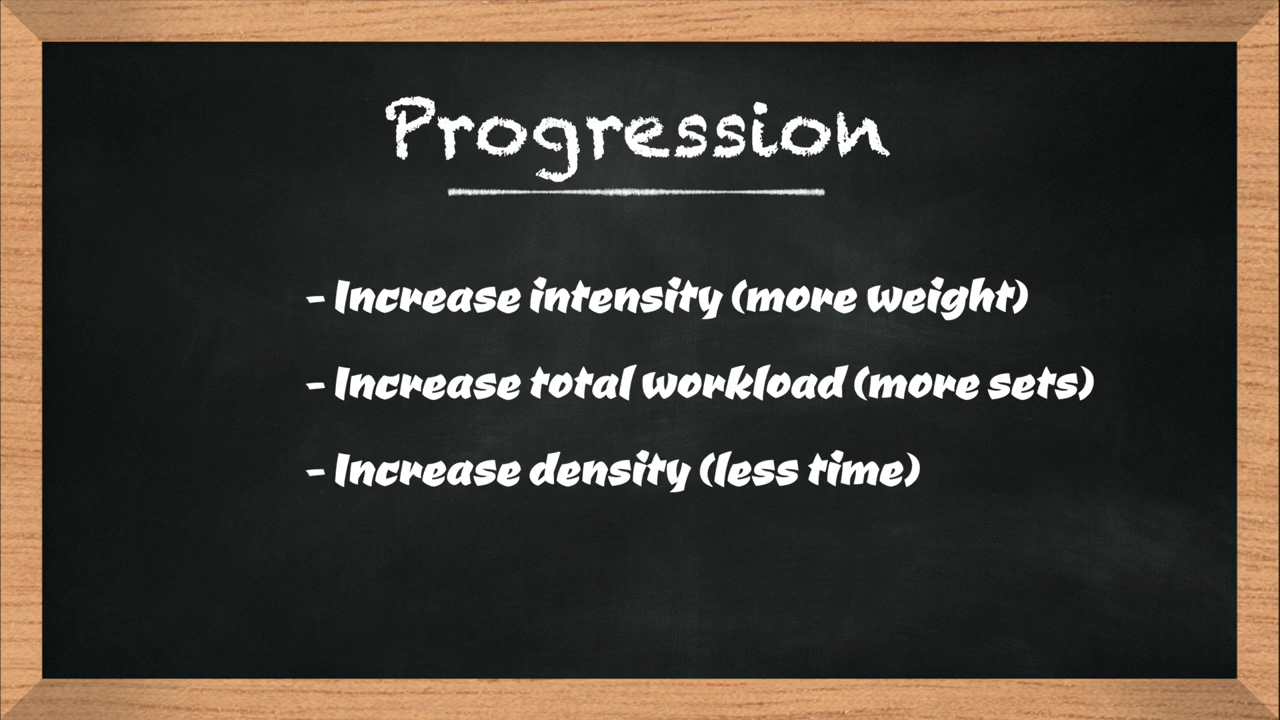 Progression
- Increase intensity (more weight)
- Increase total workload (more sets)
- Increase density (less time)